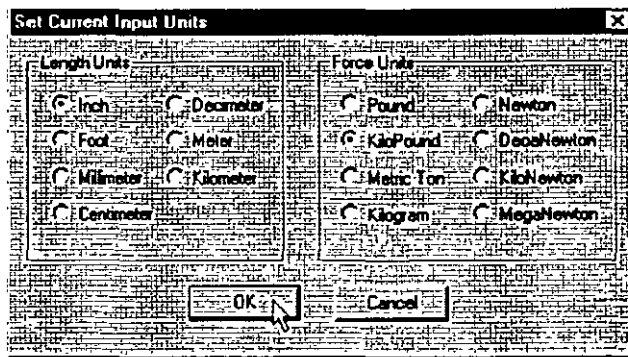 Set Current Input Units
Length Units
Inch
Decimeter
Foot
Meter
Millimeter
Kilometer
Centimeter
Force Units
Pound
Newton
KiloPound
DecaNewton
Metric Ton
KiloNewton
Kilogram
MegaNewton
OK
Cancel